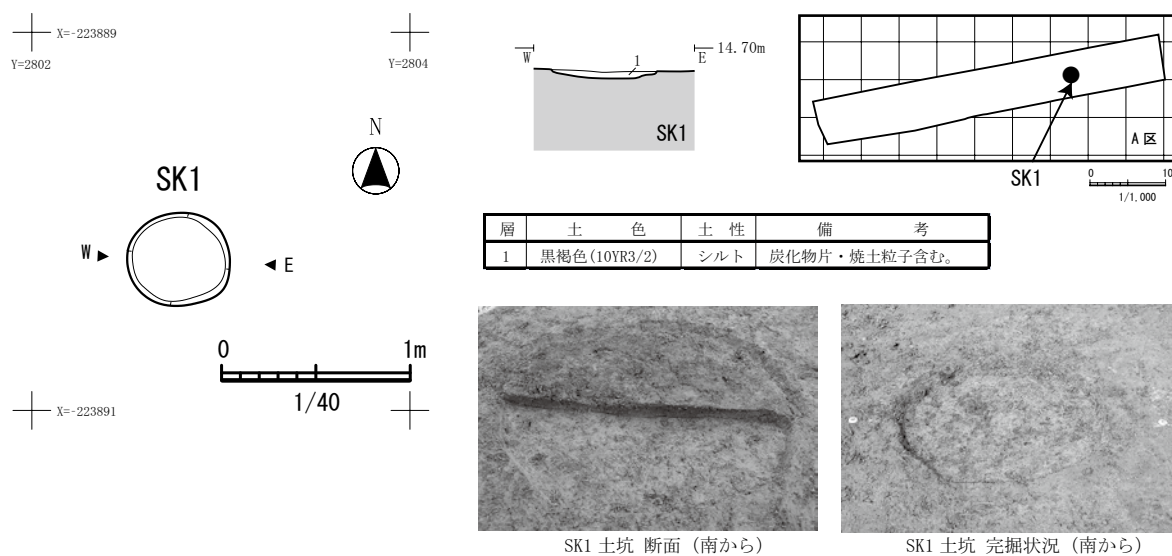 X=-223889
Y=2802
Y=2804
N
SK1
W
E
0 1m
1/40
X=-223891
W
1
E
14.70m
SK1
A 区
SK1
0 10
1/1,000
層 土 色 土 性 備 考
1 黒褐色(10YR3/2) シルト 炭化物片・焼土粒子含む。
SK1 土坑 断面（南から）
SK1 土坑 完掘状況（南から）